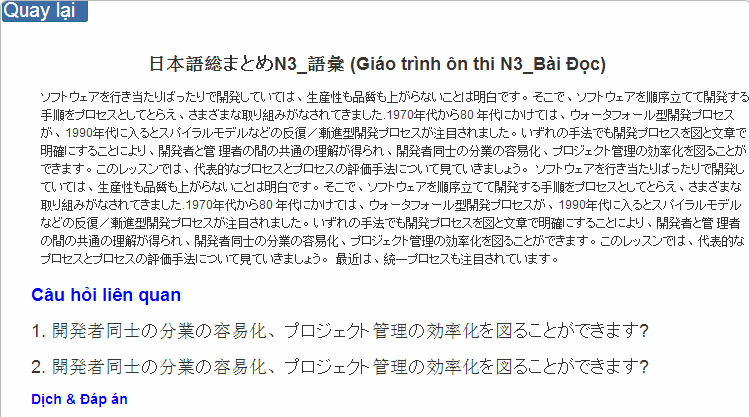 Quay lại
日本語総まとめN3_語彙 (Giáo trình ôn thi N3_Bài Đọc)
ソフトウェアを行き当たりばったりで開発していては、生産性も品質も上がらないことは明白です。そこで、ソフトウェアを順序立てて開発する
手順をプロセスとしてとらえ、さまざまな取り組みがなされてきました.1970年代から80 年代にかけては、ウォータフォール型開発プロセス
が、1990年代に入るとスパイラルモデルなどの反復／漸進型開発プロセスが注目されました。いずれの手法でも開発プロセスを図と文章で
明確にすることにより、開発者と管 理者の間の共通の理解が得られ、開発者同士の分業の容易化、プロジェクト管理の効率化を図ることが
できます。このレッスンでは、代表的なプロセスとプロセスの評価手法について見ていきましょう。 ソフトウェアを行き当たりばったりで開発し
ていては、生産性も品質も上がらないことは明白です。そこで、ソフトウェアを順序立てて開発する手順をプロセスとしてとらえ、さまざまな
取り組みがなされてきました.1970年代から80 年代にかけては、ウォータフォール型開発プロセスが、1990年代に入るとスパイラルモデル
などの反復／漸進型開発プロセスが注目されました。いずれの手法でも開発プロセスを図と文章で明確にすることにより、開発者と管 理者
の間の共通の理解が得られ、開発者同士の分業の容易化、プロジェクト管理の効率化を図ることができます。このレッスンでは、代表的な
プロセスとプロセスの評価手法について見ていきましょう。 最近は、統一プロセスも注目されています。
Câu hỏi liên quan
1. 開発者同士の分業の容易化、プロジェクト管理の効率化を図ることができます?
2. 開発者同士の分業の容易化、プロジェクト管理の効率化を図ることができます?
Dịch & Đáp án